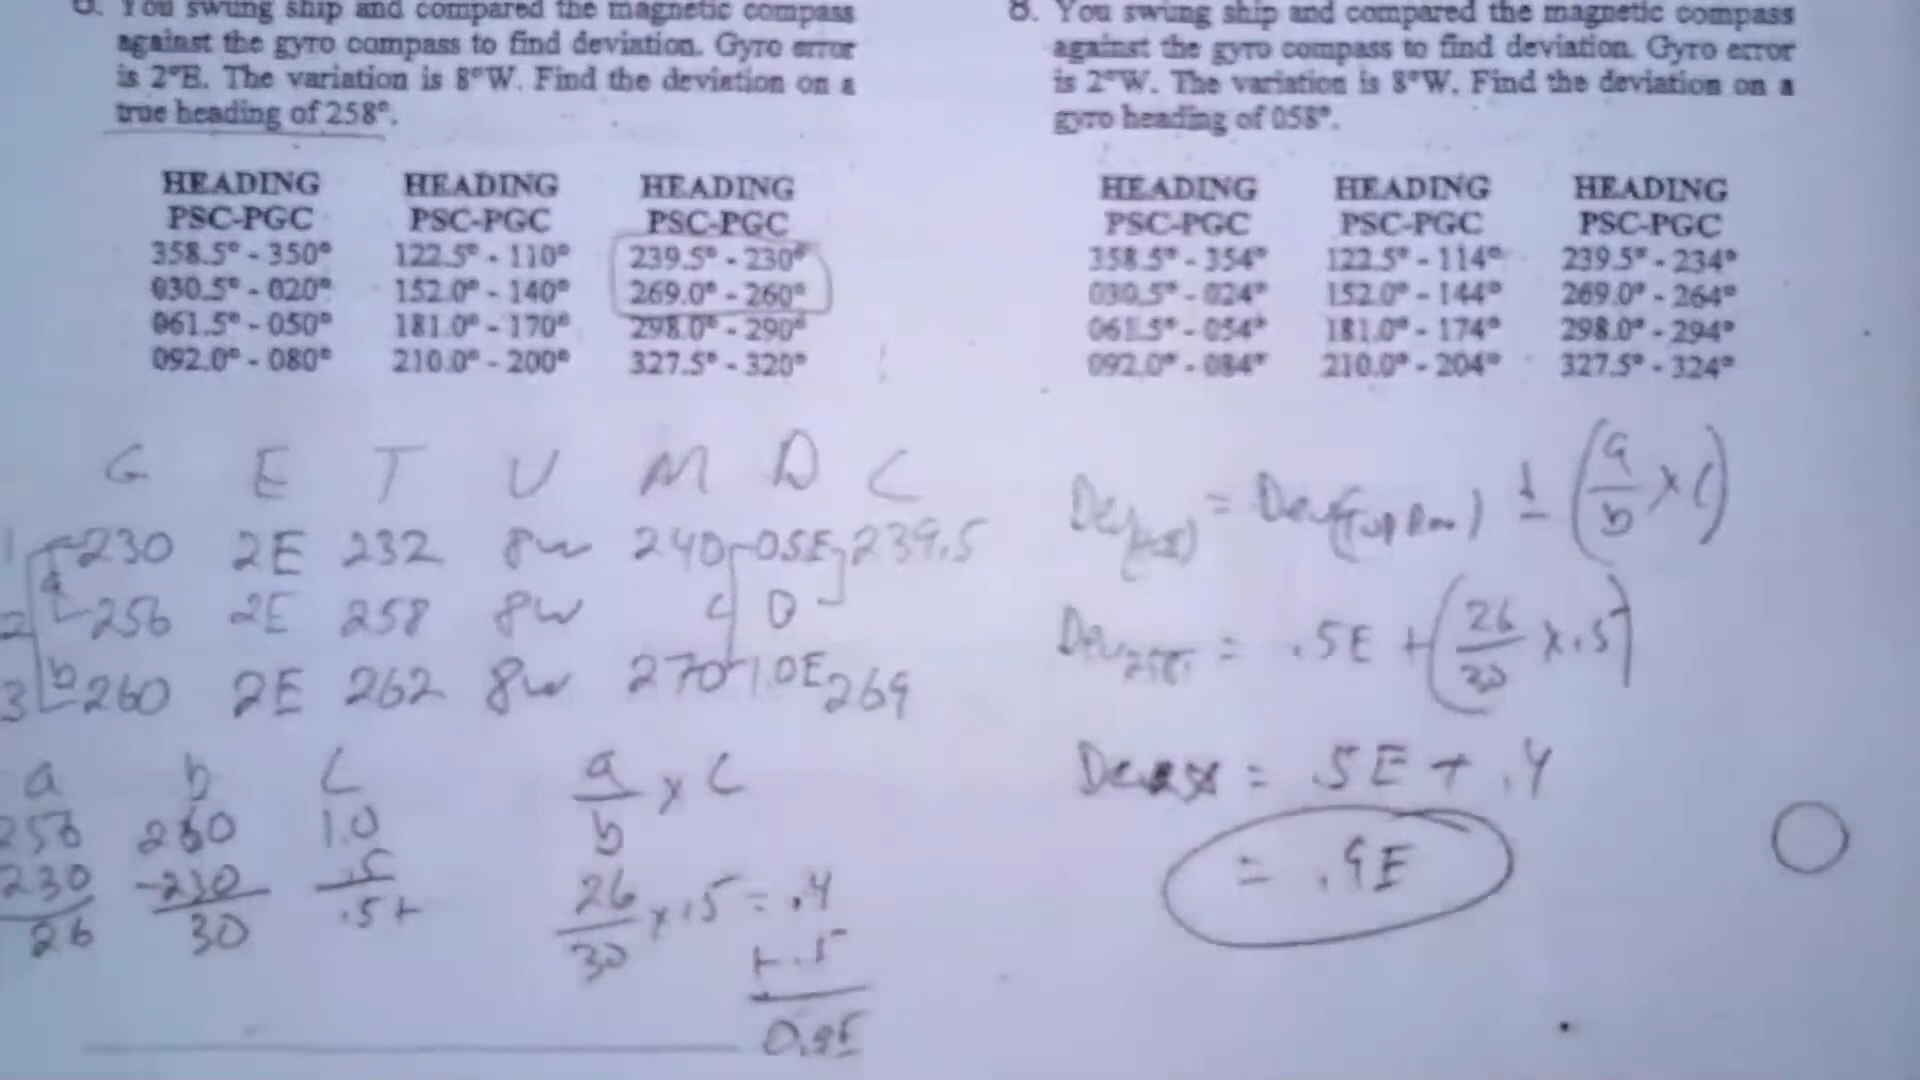 You swung ship and compared the magnetic compass
against the gyro compass to find deviation. Gyro error
is 2°E. The variation is 8°W. Find the deviation on a
true heading of 258°.
HEADING HEADING HEADING
PSC-PGC PSC-PGC PSC-PGC
358.5° - 350° 122.5° - 110° 239.5° - 230°
030.5° - 020° 152.0° - 140° 269.0° - 260°
061.5° - 050° 181.0° - 170° 298.0° - 290°
092.0° - 080° 210.0° - 200° 327.5° - 320°
G E T V M D C
1 230 2E 232 8W 240 .05E 239.5
a
2 256 2E 258 8W C D
b
3 260 2E 262 8W 270 1.0E 269
a b C
256 260 1.0
230 -230 .5
26 30 .5+
a/b x C
26/30 x .5 = .4
+ .5
8. You swung ship and compared the magnetic compass
against the gyro compass to find deviation. Gyro error
is 2°W. The variation is 8°W. Find the deviation on a
gyro heading of 058°.
HEADING HEADING HEADING
PSC-PGC PSC-PGC PSC-PGC
358.5° - 354° 122.5° - 114° 239.5° - 234°
030.5° - 024° 152.0° - 144° 269.0° - 264°
061.5° - 054° 181.0° - 174° 298.0° - 294°
092.0° - 084° 210.0° - 204° 327.5° - 324°
= Dev ± (a/b x C)
= .5E + (26/30 x .5)
= .5E + .4
= .9E